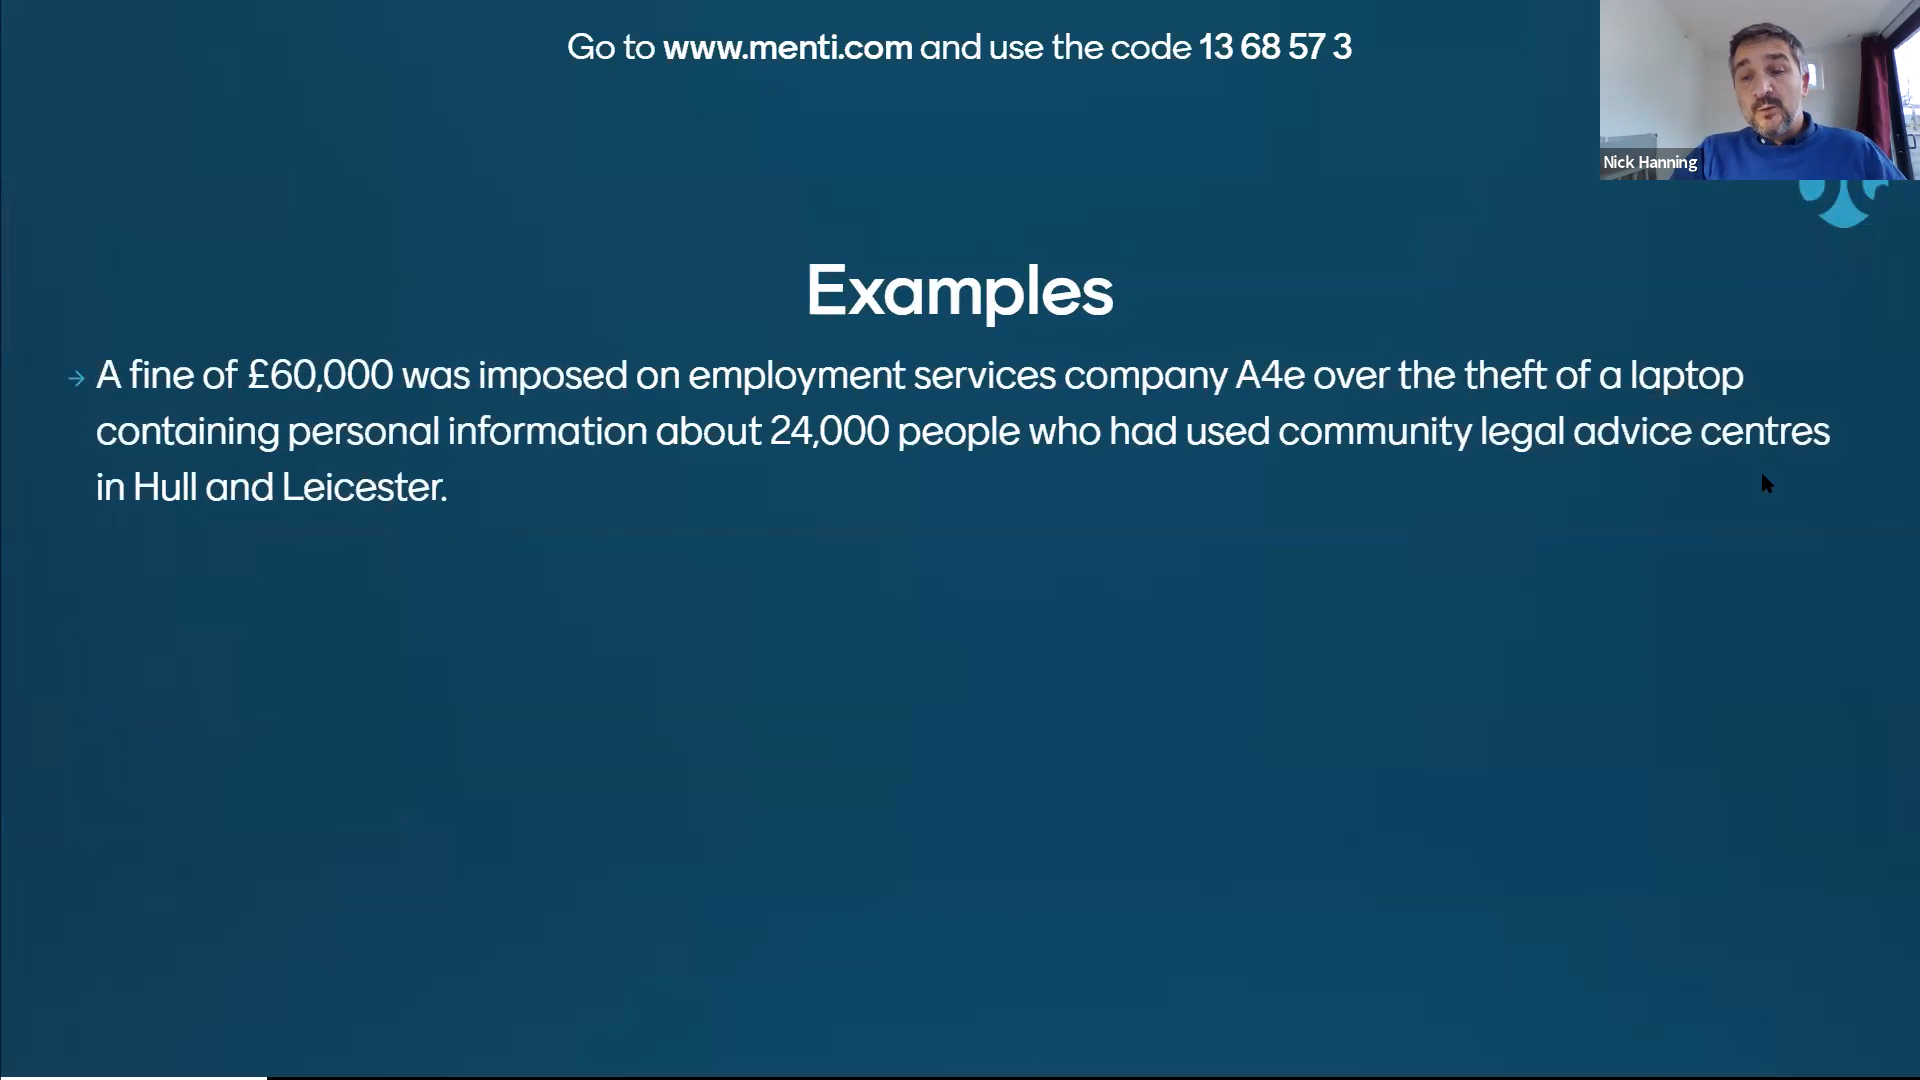 Go to www.menti.com and use the code 13 68 57 3
Nick Hanning
Examples
→ A fine of £60,000 was imposed on employment services company A4e over the theft of a laptop
containing personal information about 24,000 people who had used community legal advice centres
in Hull and Leicester.